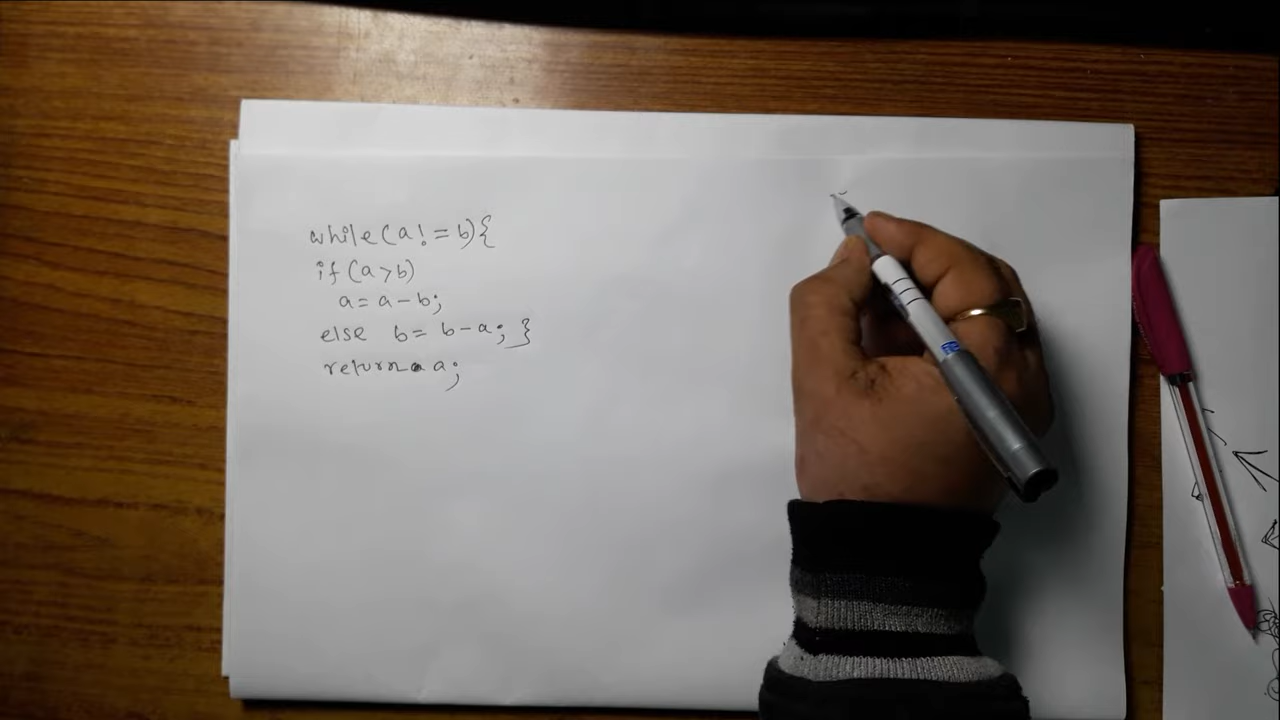 while(a!=b){
if(a>b)
a=a-b;
else b=b-a;}
return a;